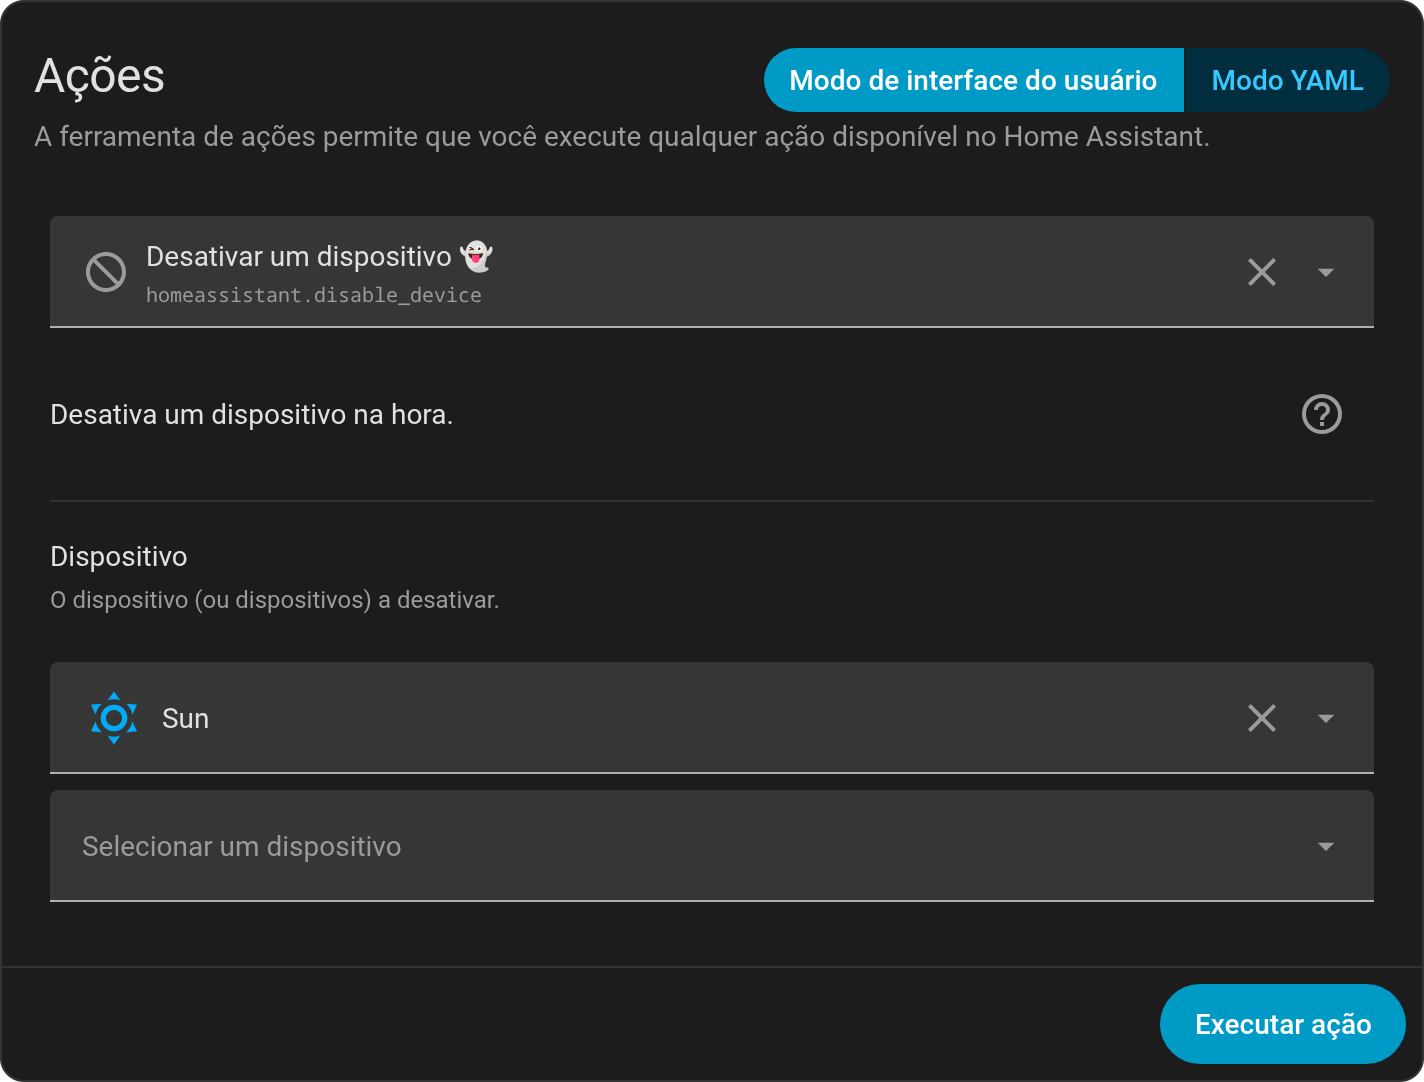 Ações
Modo de interface do usuário
Modo YAML
A ferramenta de ações permite que você execute qualquer ação disponível no Home Assistant.
Desativar um dispositivo 👻
homeassistant.disable_device
Desativa um dispositivo na hora.
Dispositivo
O dispositivo (ou dispositivos) a desativar.
Sun
Selecionar um dispositivo
Executar ação